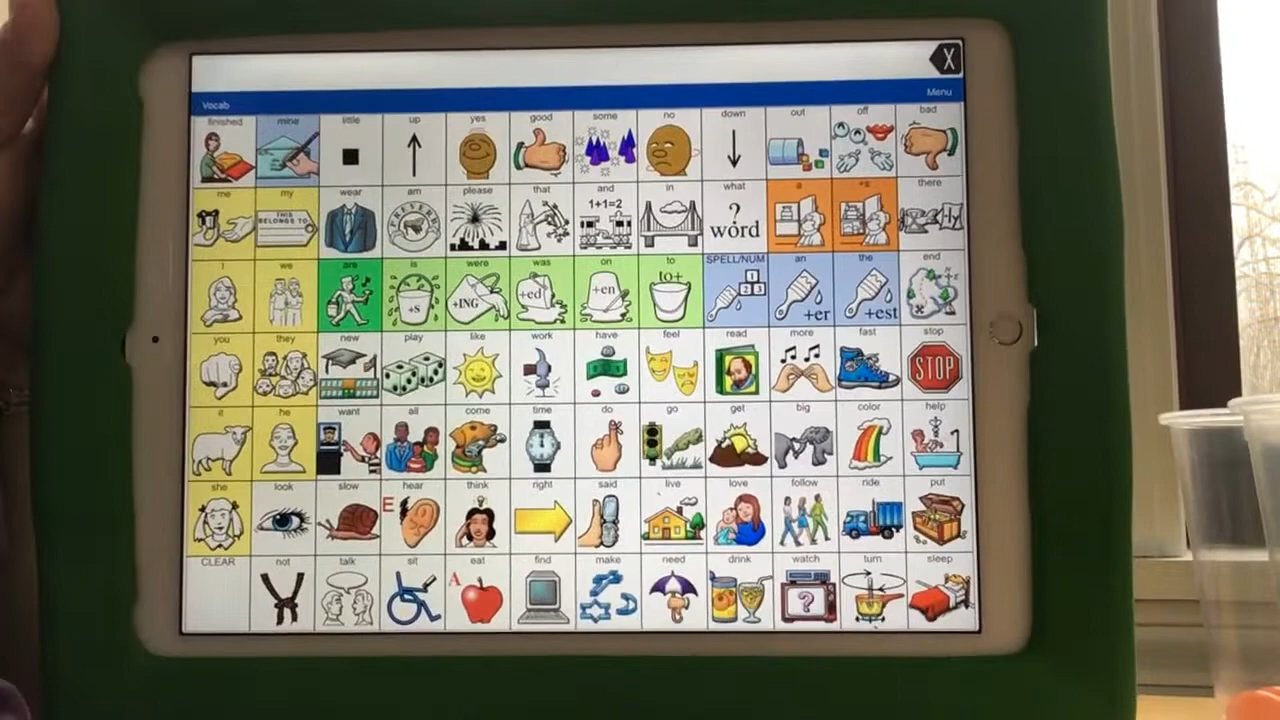 X
Vocab Menu
finished mine little up yes good some no down out off bad
me my wear am please that and in what a +s there
THIS BELONGS TO 1+1=2 ? word -ly
I we are is were was on to SPELL/NUM an the end
+s +ING +ed +en to+ 1 2 3 +er +est
you they new play like work have feel read more fast stop
STOP
it he want all come time do go get big color help
she look slow hear think right said live love follow ride put
E
CLEAR not talk sit eat find make need drink watch turn sleep
A ?